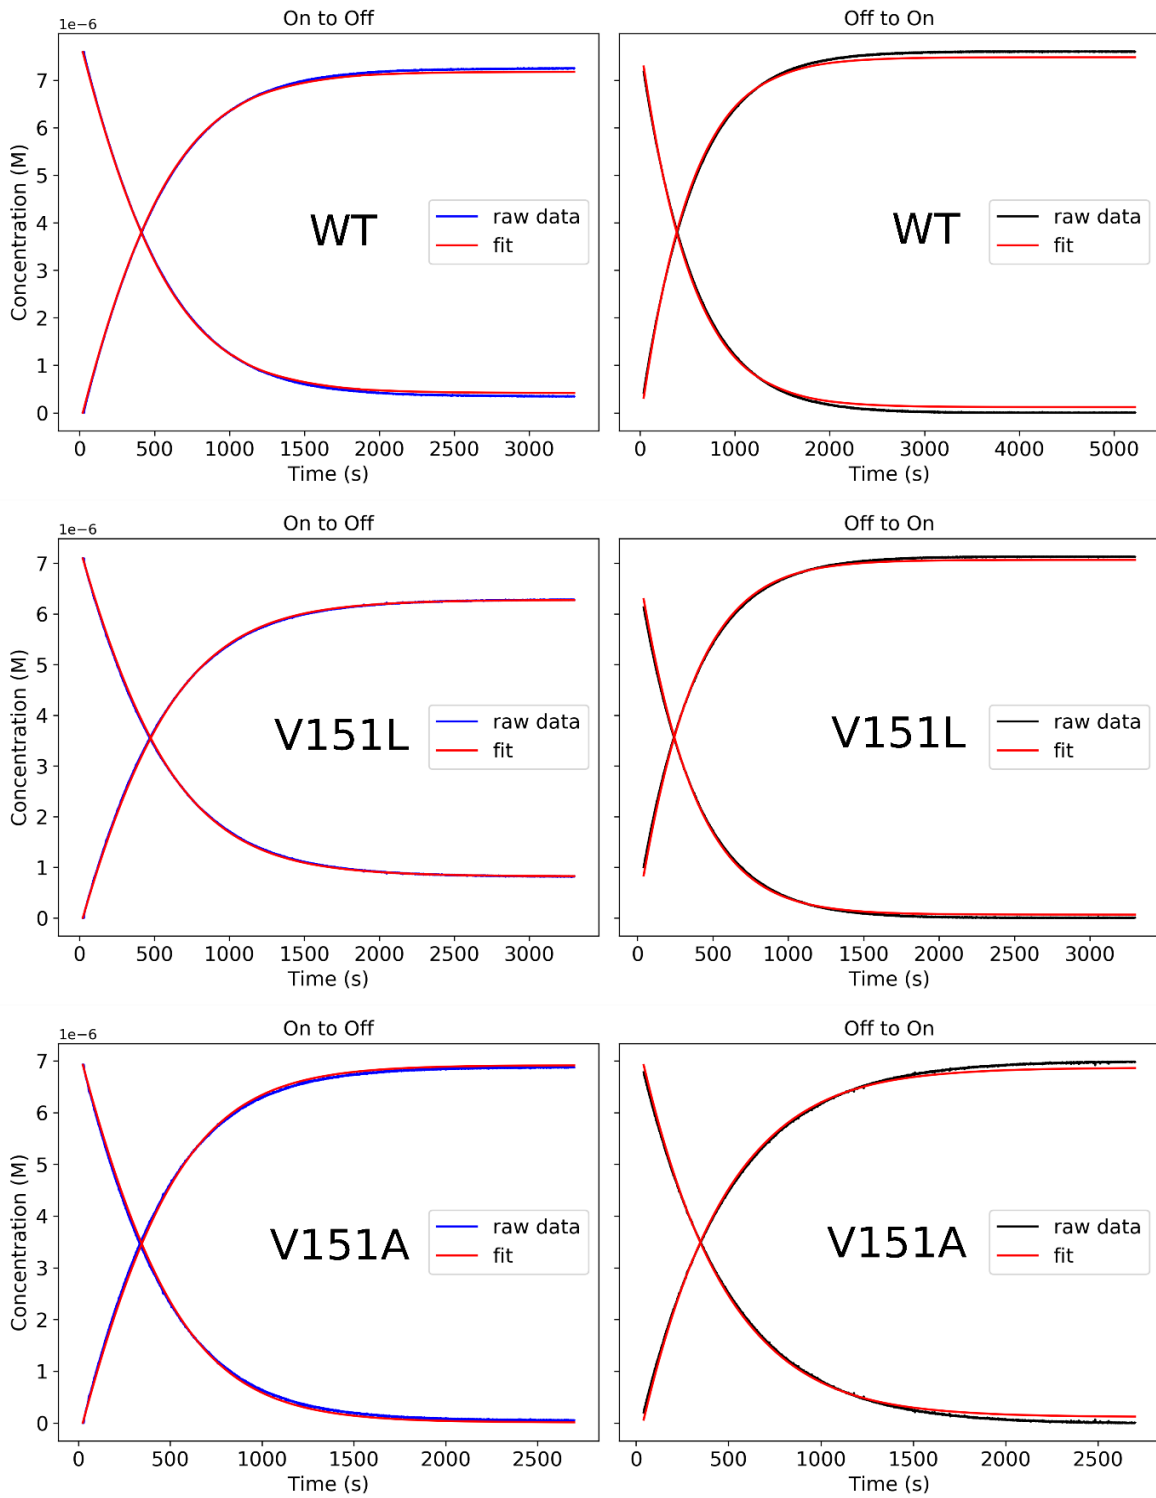 On to Off
Off to On
1e−6
Concentration (M)
7
6
5
4
3
2
1
0
WT
raw data
fit
WT
raw data
fit
0 500 1000 1500 2000 2500 3000
0 1000 2000 3000 4000 5000
Time (s)
Time (s)
On to Off
Off to On
1e−6
Concentration (M)
7
6
5
4
3
2
1
0
V151L
raw data
fit
V151L
raw data
fit
0 500 1000 1500 2000 2500 3000
0 500 1000 1500 2000 2500 3000
Time (s)
Time (s)
On to Off
Off to On
1e−6
Concentration (M)
7
6
5
4
3
2
1
0
V151A
raw data
fit
V151A
raw data
fit
0 500 1000 1500 2000 2500
0 500 1000 1500 2000 2500
Time (s)
Time (s)